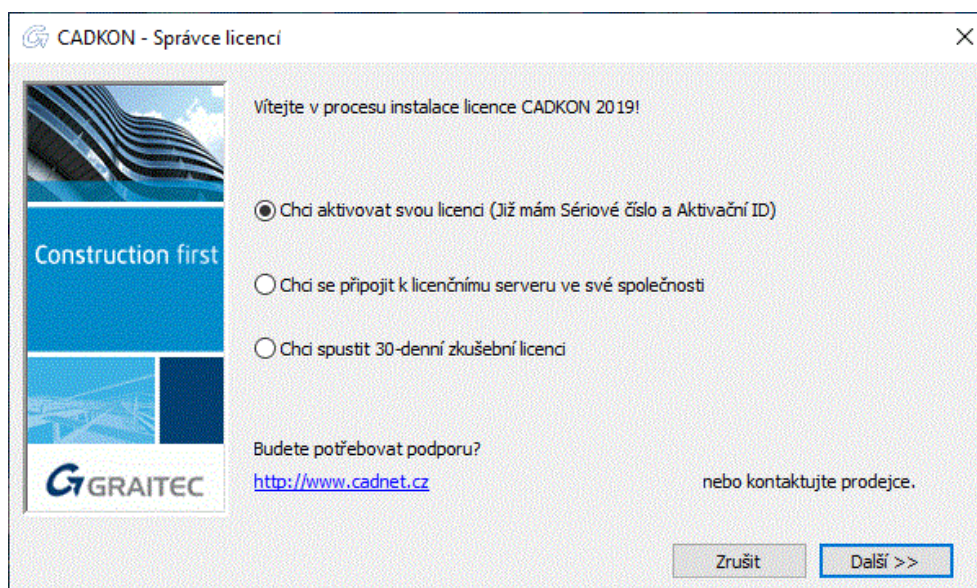 CADKON - Správce licencí
Vítejte v procesu instalace licence CADKON 2019!
Chci aktivovat svou licenci (Již mám Sériové číslo a Aktivační ID)
Construction first
Chci se připojit k licenčnímu serveru ve své společnosti
Chci spustit 30-denní zkušební licenci
Budete potřebovat podporu?
http://www.cadnet.cz nebo kontaktujte prodejce.
GRAITEC
Zrušit Další >>